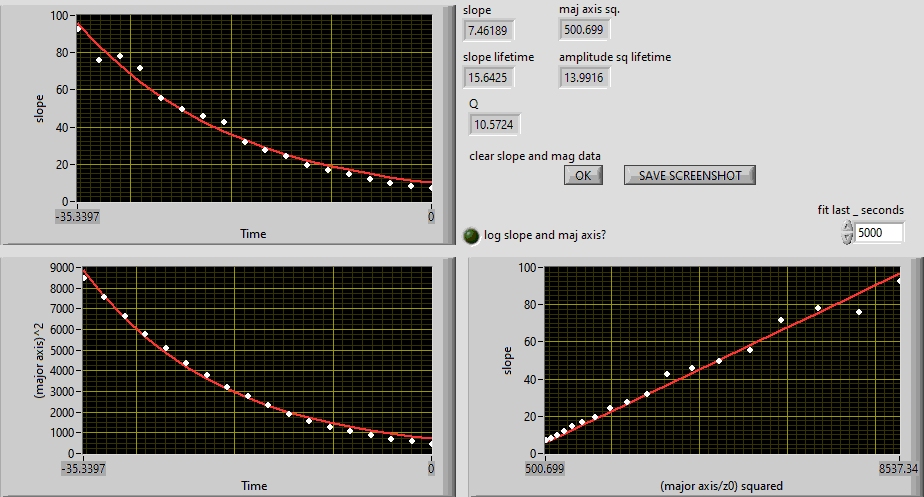 slope
7.46189
maj axis sq.
500.699
slope lifetime
15.6425
amplitude sq lifetime
13.9916
Q
10.5724
clear slope and mag data
OK
SAVE SCREENSHOT
fit last _ seconds
5000
log slope and maj axis?
100
80
60
40
20
0
slope
-35.3397
0
Time
9000
8000
7000
6000
5000
4000
3000
2000
1000
0
(major axis)^2
-35.3397
0
Time
100
80
60
40
20
0
slope
500.699
8537.34
(major axis/z0) squared